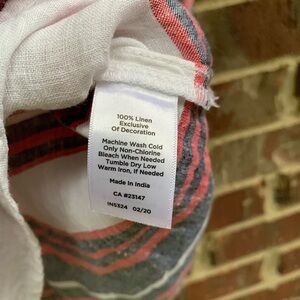 100% Linen
Exclusive
Of Decoration
Machine Wash Cold
Only Non-Chlorine
Bleach When Needed
Tumble Dry Low
Warm Iron, If Needed
Made In India
CA #23147
IN5324 02/20